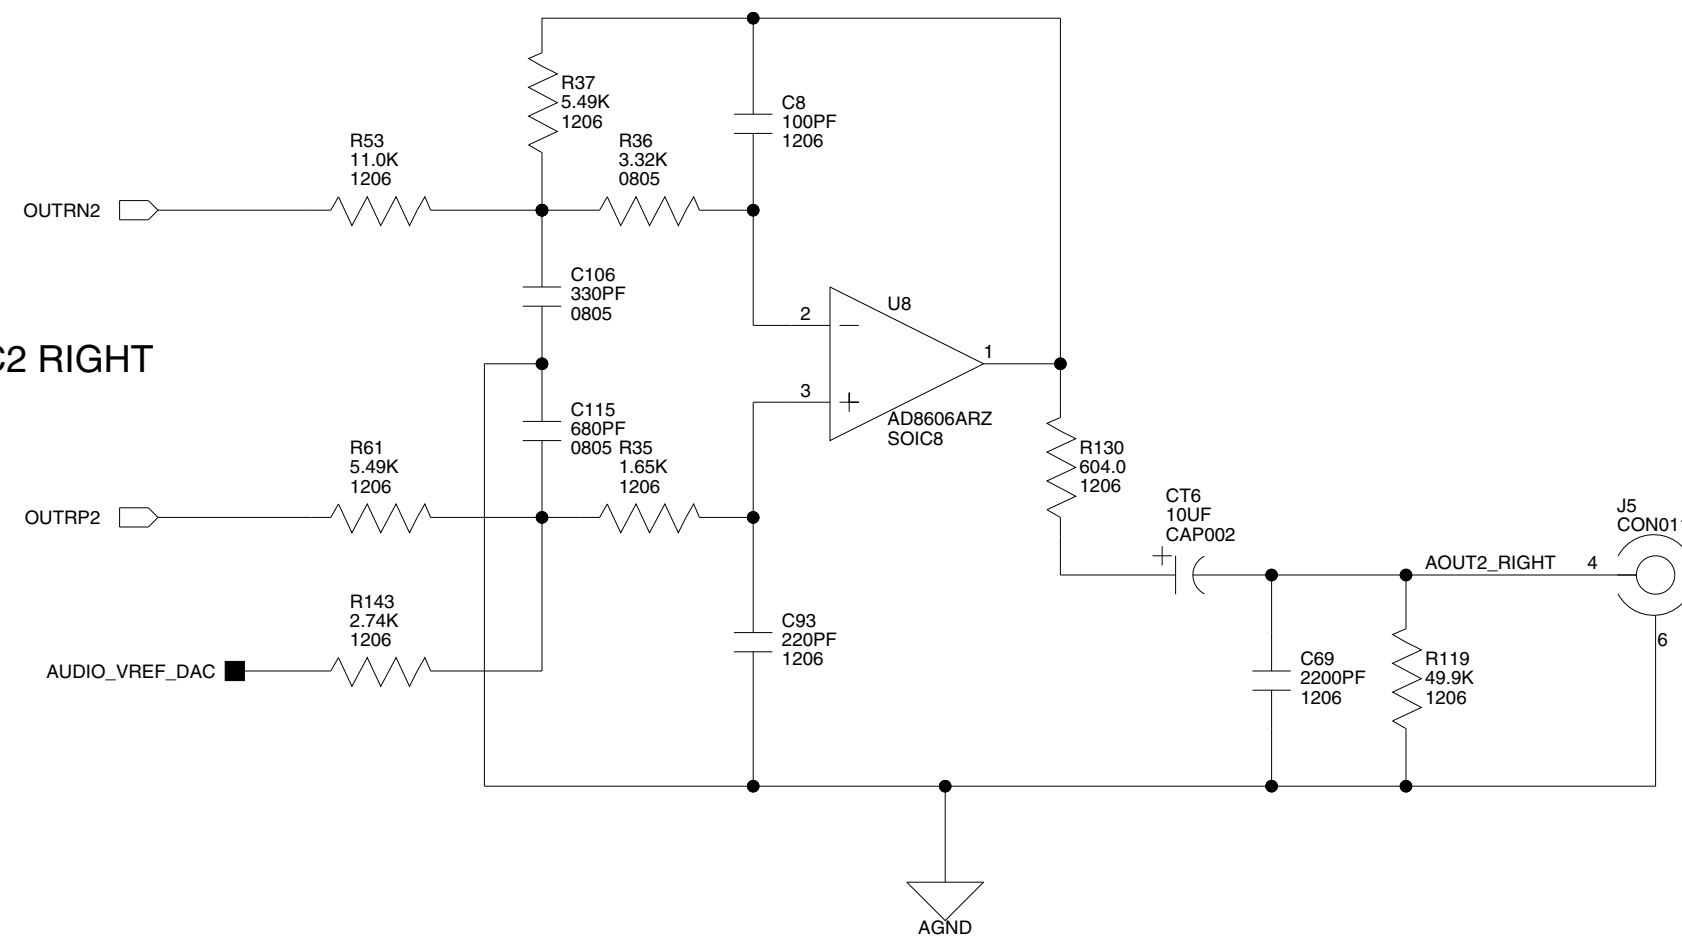 R37
5.49K
1206
C8
100PF
1206
R53
11.0K
1206
R36
3.32K
0805
OUTRN2
C106
330PF
0805
2
U8
C2 RIGHT
1
3
AD8606ARZ
SOIC8
C115
680PF
0805
R35
1.65K
1206
R61
5.49K
1206
OUTRP2
R130
604.0
1206
CT6
10UF
CAP002
J5
CON011
AOUT2_RIGHT
4
R143
2.74K
1206
AUDIO_VREF_DAC
C93
220PF
1206
C69
2200PF
1206
R119
49.9K
1206
6
AGND